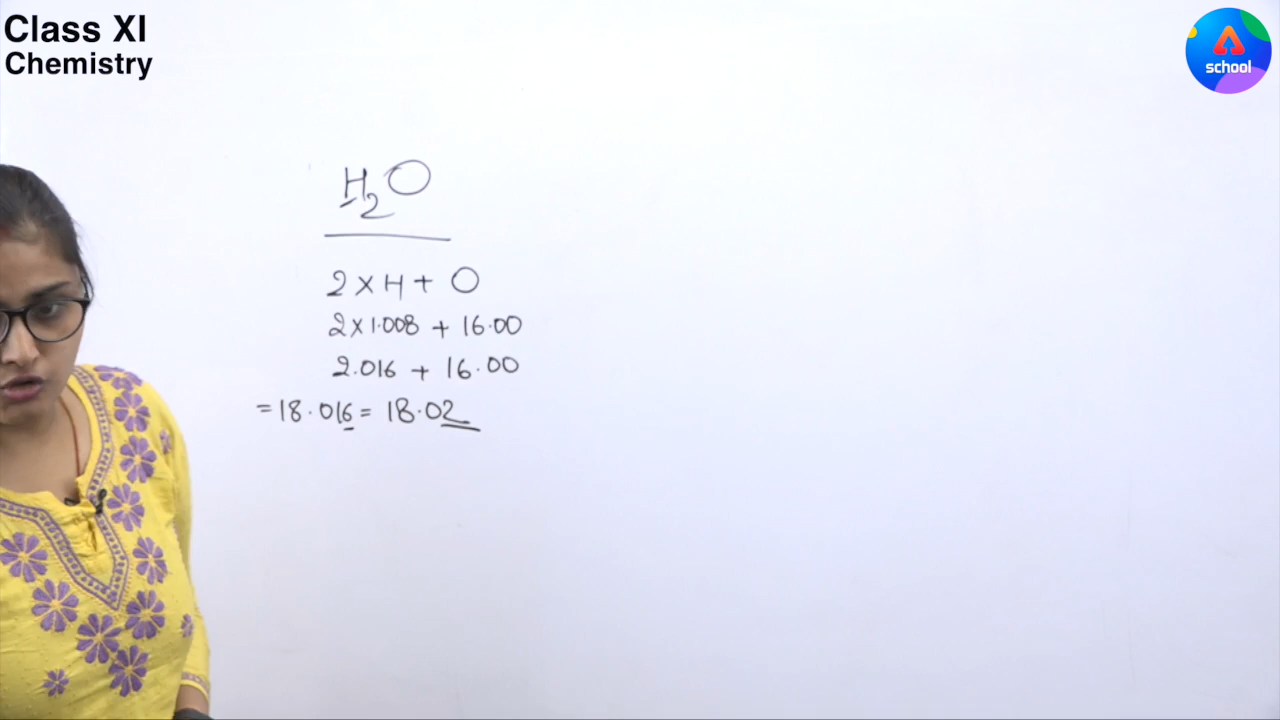 Class XI
Chemistry
school
H₂O
2 × H + O
2 × 1.008 + 16.00
2.016 + 16.00
= 18.016 = 18.02